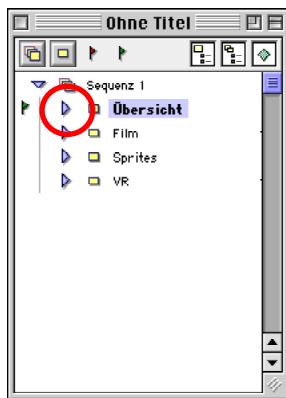 Ohne Titel
Sequenz 1
Übersicht
Film
Sprites
VR